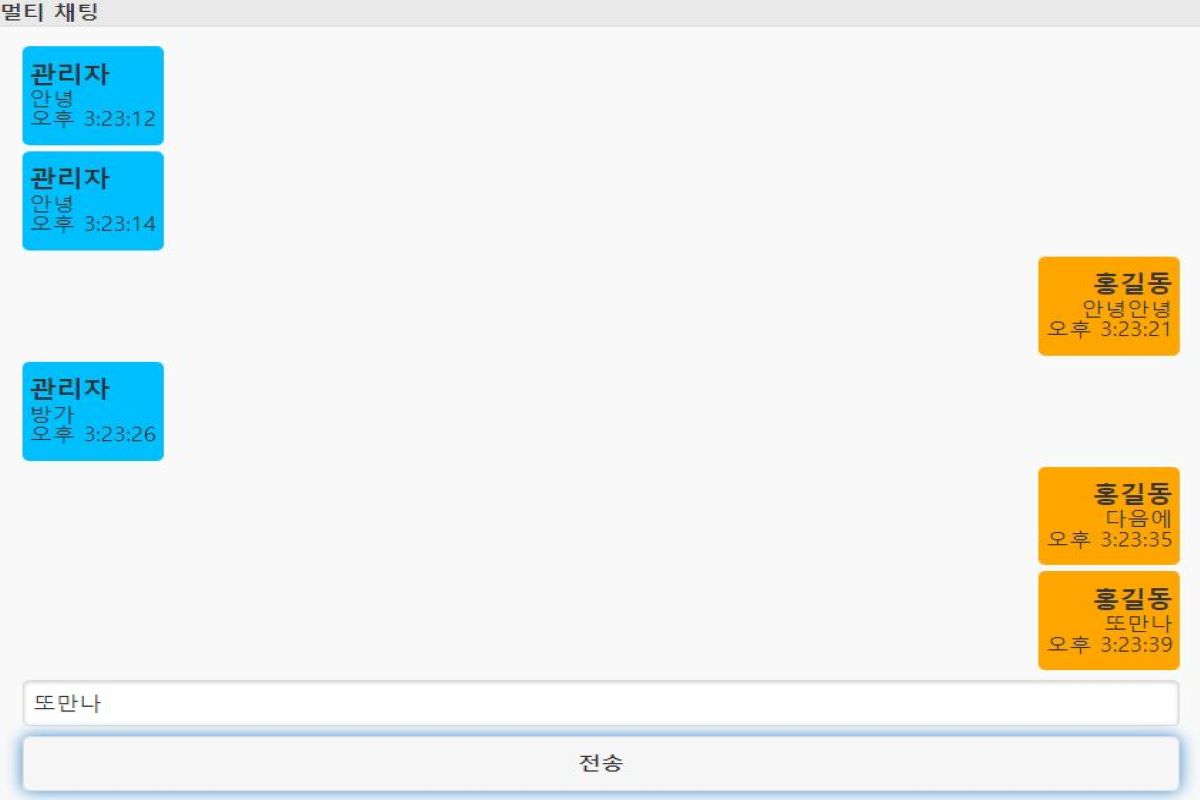 멀티 채팅
관리자
안녕
오후 3:23:12
관리자
안녕
오후 3:23:14
홍길동
안녕안녕
오후 3:23:21
관리자
방가
오후 3:23:26
홍길동
다음에
오후 3:23:35
홍길동
또만나
오후 3:23:39
또만나
전송